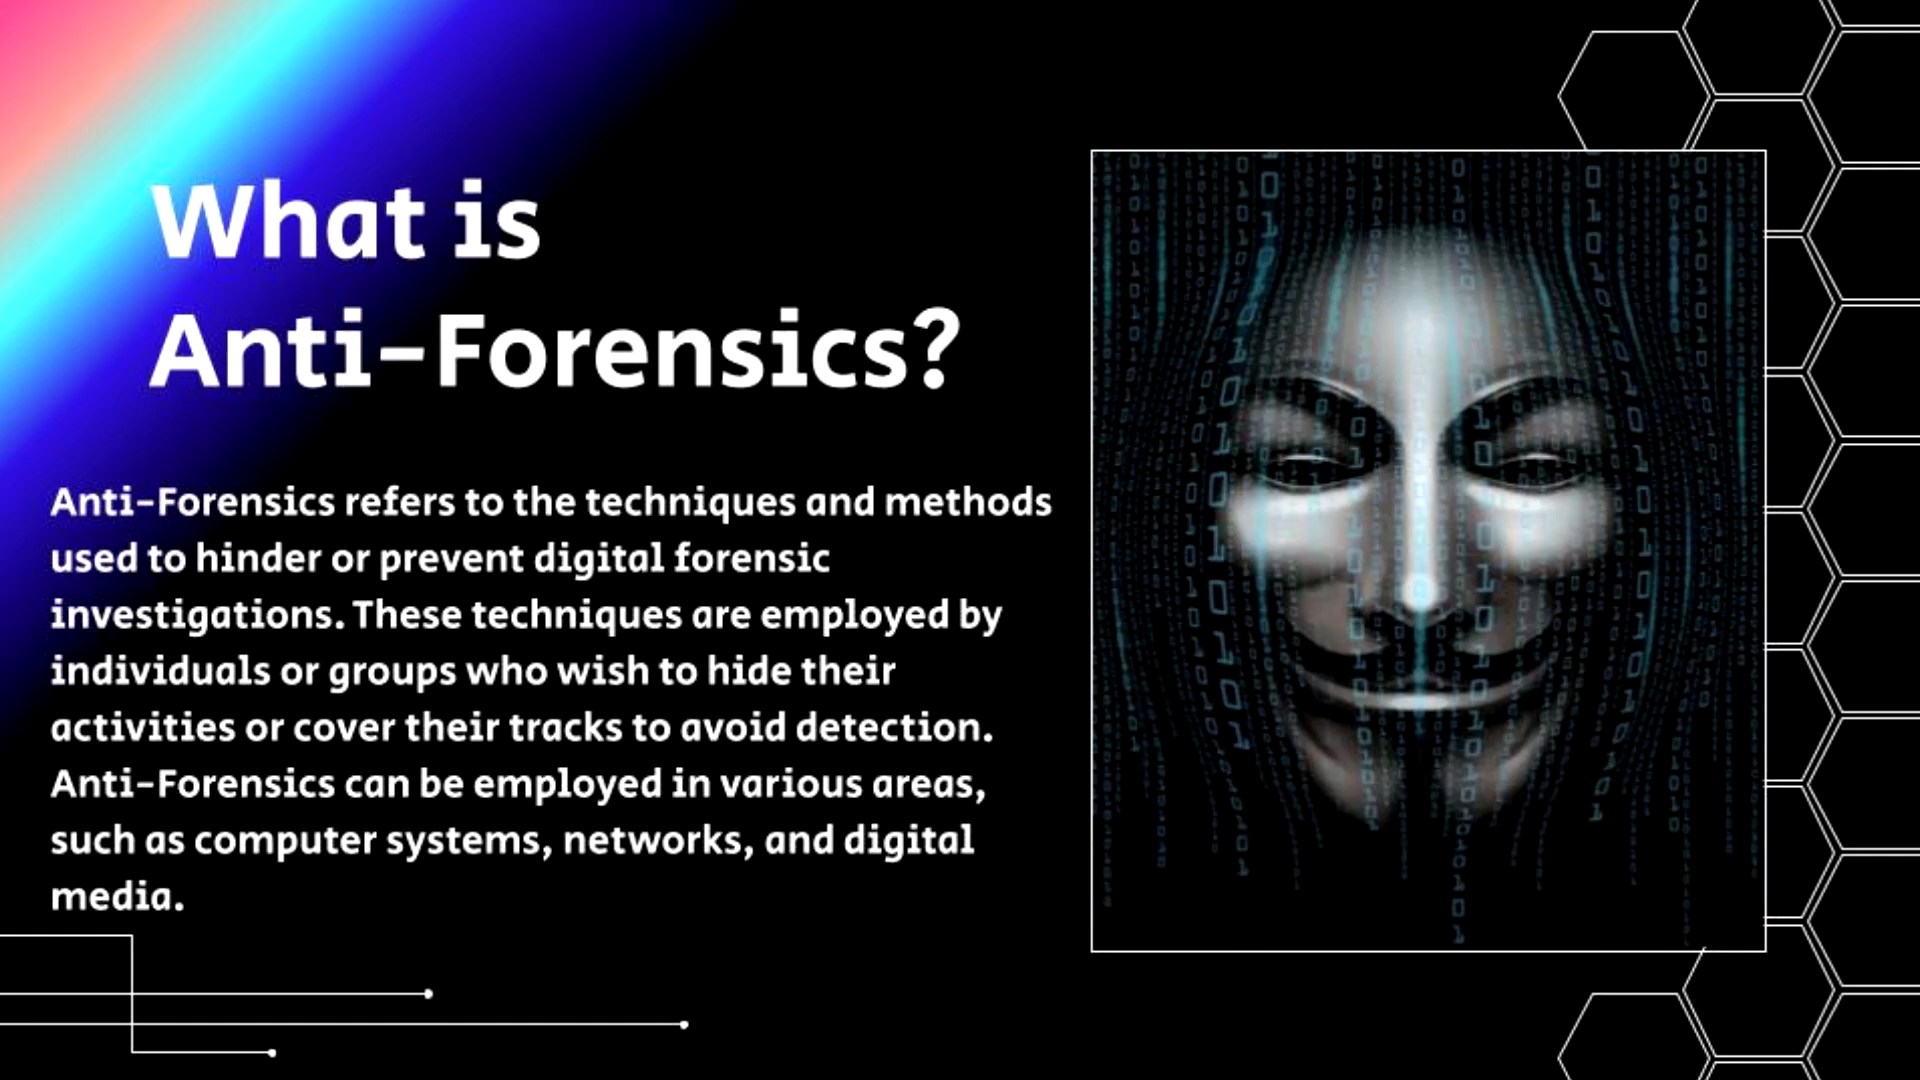 What is
Anti-Forensics?
Anti-Forensics refers to the techniques and methods
used to hinder or prevent digital forensic
investigations. These techniques are employed by
individuals or groups who wish to hide their
activities or cover their tracks to avoid detection.
Anti-Forensics can be employed in various areas,
such as computer systems, networks, and digital
media.